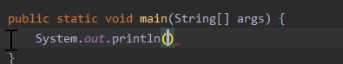 public static void main(String[] args) {
System.out.println()
}